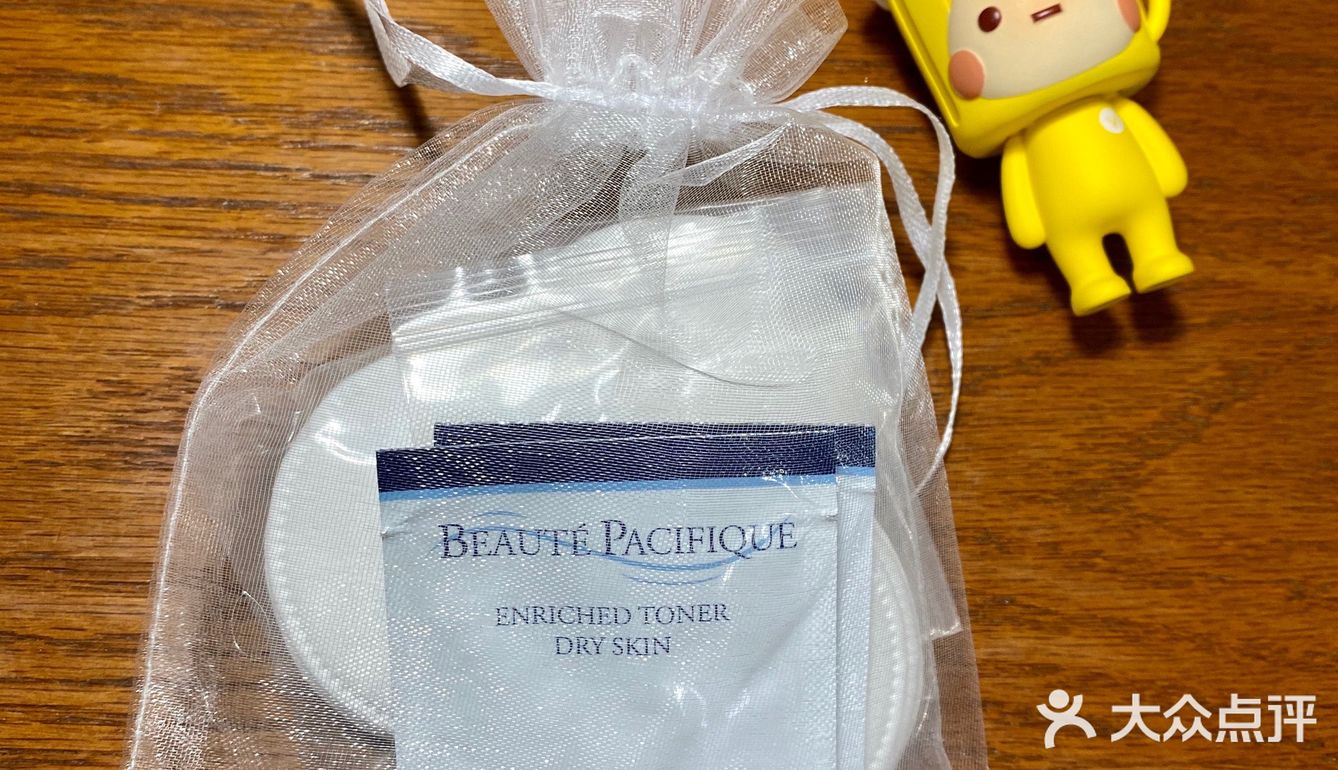 BEAUTÉ PACIFIQUE
ENRICHED TONER
DRY SKIN
大众点评